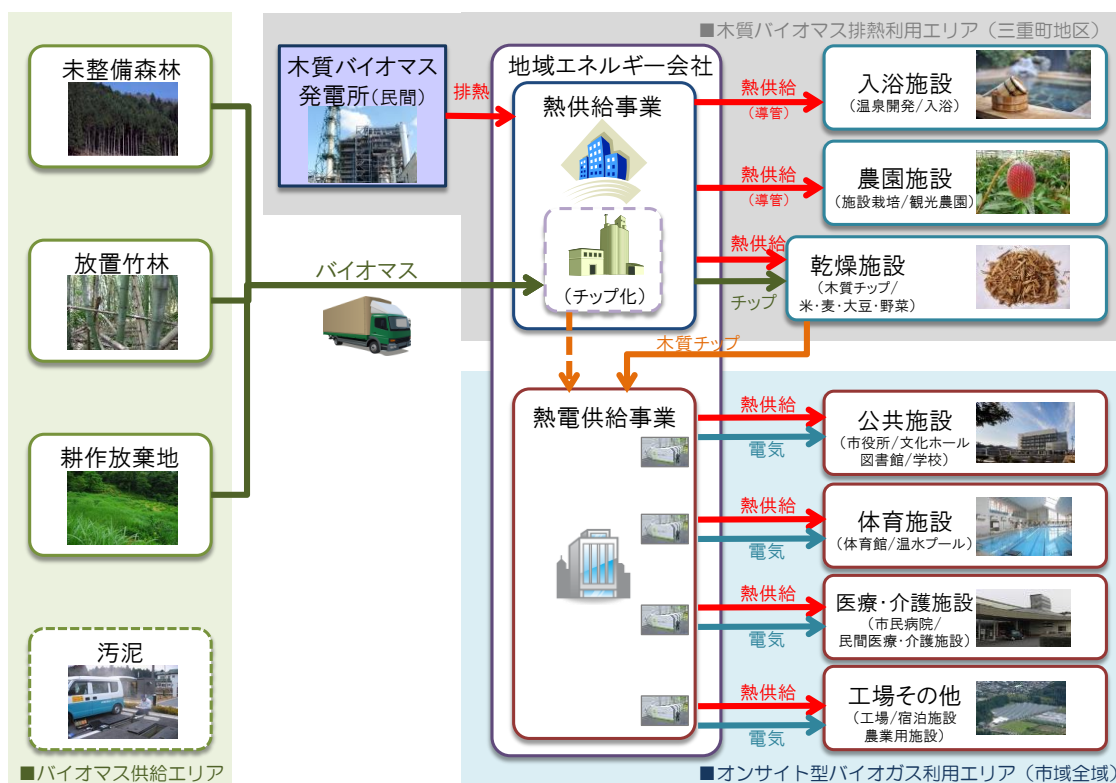 ■木質バイオマス排熱利用エリア（三重町地区）
未整備森林
放置竹林
耕作放棄地
汚泥
■バイオマス供給エリア
木質バイオマス
発電所(民間)
排熱
バイオマス
地域エネルギー会社
熱供給事業
（チップ化）
熱供給
(導管)
入浴施設
(温泉開発/入浴)
熱供給
(導管)
農園施設
(施設栽培/観光農園)
熱供給
チップ
乾燥施設
(木質チップ/
米・麦・大豆・野菜)
木質チップ
熱電供給事業
熱供給
電気
公共施設
(市役所/文化ホール
図書館/学校)
熱供給
電気
体育施設
(体育館/温水プール)
熱供給
電気
医療・介護施設
(市民病院/
民間医療・介護施設)
熱供給
電気
工場その他
(工場/宿泊施設
農業用施設)
■オンサイト型バイオガス利用エリア（市域全域）